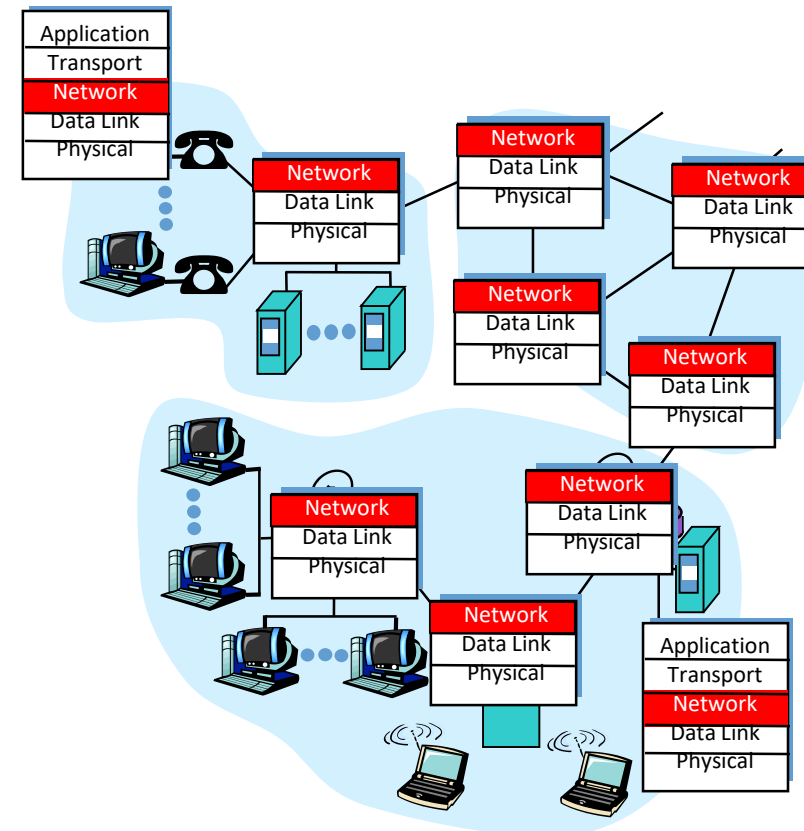 Application
Transport
Network
Data Link
Physical
Network
Data Link
Physical
Network
Data Link
Physical
Network
Data Link
Physical
Network
Data Link
Physical
Network
Data Link
Physical
Network
Data Link
Physical
Network
Data Link
Physical
Network
Data Link
Physical
Application
Transport
Network
Data Link
Physical